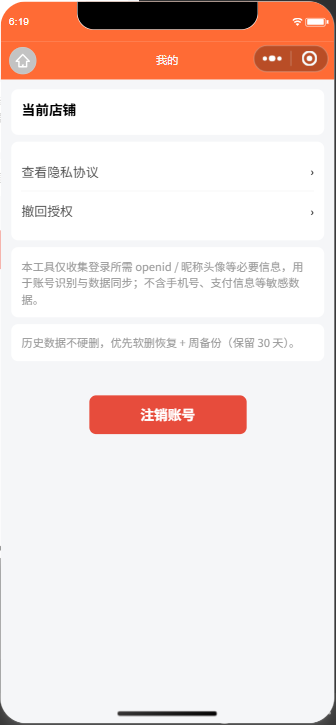 6:19
我的
当前店铺
查看隐私协议 ›
撤回授权 ›
本工具仅收集登录所需 openid / 昵称头像等必要信息，用
于账号识别与数据同步；不含手机号、支付信息等敏感数
据。
历史数据不硬删，优先软删恢复 + 周备份（保留 30 天）。
注销账号